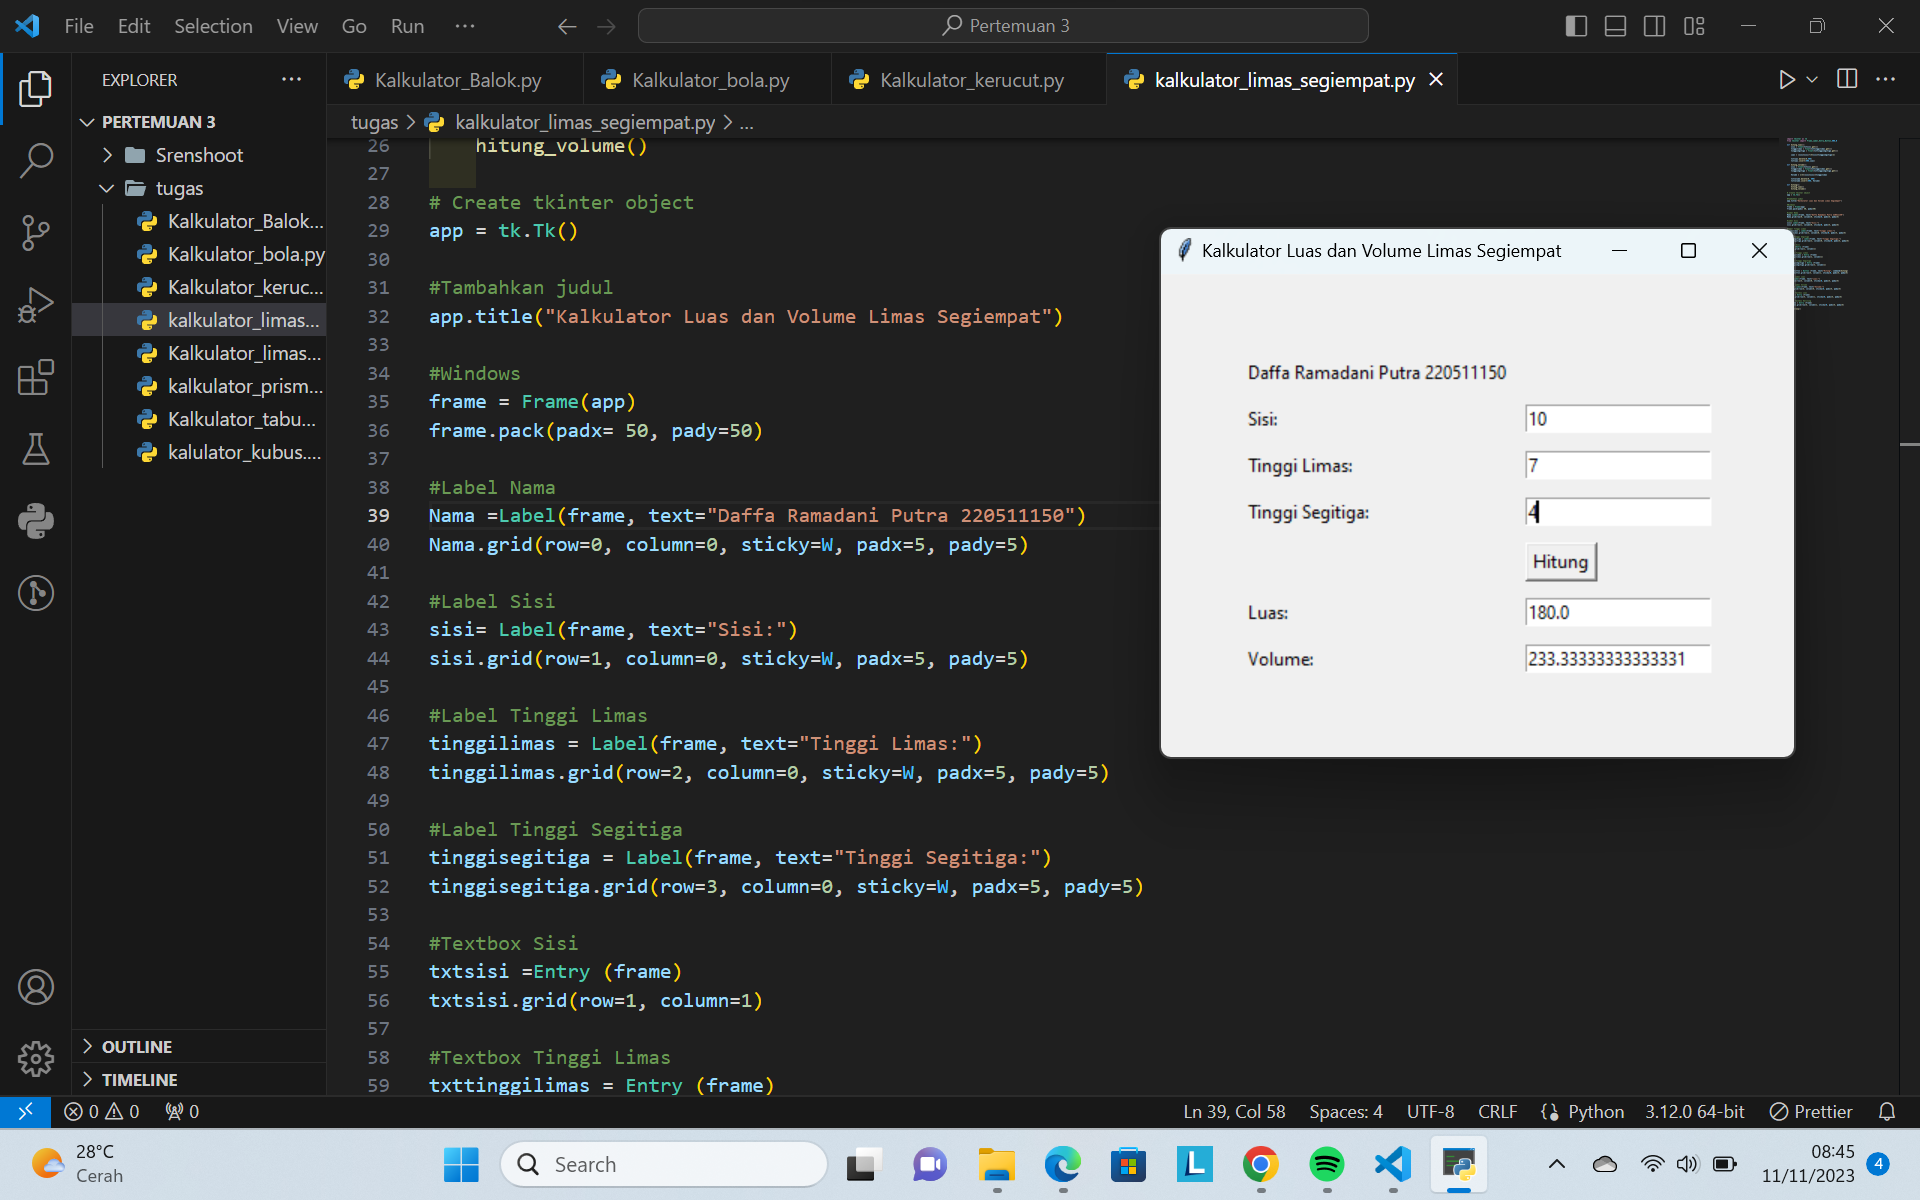 File Edit Selection View Go Run ... Pertemuan 3
EXPLORER
PERTEMUAN 3
Srenshoot
tugas
Kalkulator_Balok...
Kalkulator_bola.py
Kalkulator_keruc...
kalkulator_limas...
Kalkulator_limas...
kalkulator_prism...
Kalkulator_tabu...
kalulator_kubus....
OUTLINE
TIMELINE
Kalkulator_Balok.py Kalkulator_bola.py Kalkulator_kerucut.py kalkulator_limas_segiempat.py
tugas > kalkulator_limas_segiempat.py > ...
26 hitung_volume()
27
28 # Create tkinter object
29 app = tk.Tk()
30
31 #Tambahkan judul
32 app.title("Kalkulator Luas dan Volume Limas Segiempat")
33
34 #Windows
35 frame = Frame(app)
36 frame.pack(padx= 50, pady=50)
37
38 #Label Nama
39 Nama =Label(frame, text="Daffa Ramadani Putra 220511150")
40 Nama.grid(row=0, column=0, sticky=W, padx=5, pady=5)
41
42 #Label Sisi
43 sisi= Label(frame, text="Sisi:")
44 sisi.grid(row=1, column=0, sticky=W, padx=5, pady=5)
45
46 #Label Tinggi Limas
47 tinggilimas = Label(frame, text="Tinggi Limas:")
48 tinggilimas.grid(row=2, column=0, sticky=W, padx=5, pady=5)
49
50 #Label Tinggi Segitiga
51 tinggisegitiga = Label(frame, text="Tinggi Segitiga:")
52 tinggisegitiga.grid(row=3, column=0, sticky=W, padx=5, pady=5)
53
54 #Textbox Sisi
55 txtsisi =Entry (frame)
56 txtsisi.grid(row=1, column=1)
57
58 #Textbox Tinggi Limas
59 txttinggilimas = Entry (frame)
Kalkulator Luas dan Volume Limas Segiempat
Daffa Ramadani Putra 220511150
Sisi: 10
Tinggi Limas: 7
Tinggi Segitiga: 4
Hitung
Luas: 180.0
Volume: 233.33333333333331
0 0 0 Ln 39, Col 58 Spaces: 4 UTF-8 CRLF Python 3.12.0 64-bit Prettier
28°C
Cerah
Search
08:45
11/11/2023
4